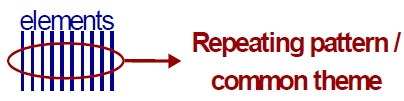 elements
Repeating pattern /
common theme